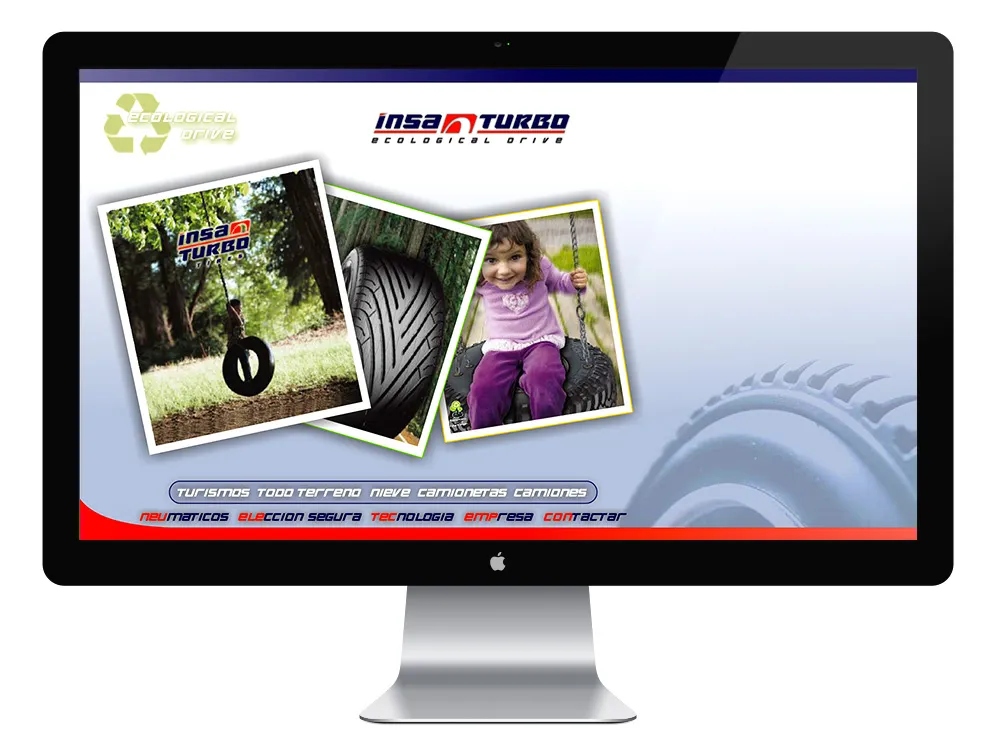 ecological
drive
INSA TURBO
ECOLOGICAL DRIVE
INSA
TURBO
TIRES
TURISMOS TODO TERRENO NIEVE CAMIONETAS CAMIONES
NEUMATICOS ELECCION SEGURA TECNOLOGIA EMPRESA CONTACTAR